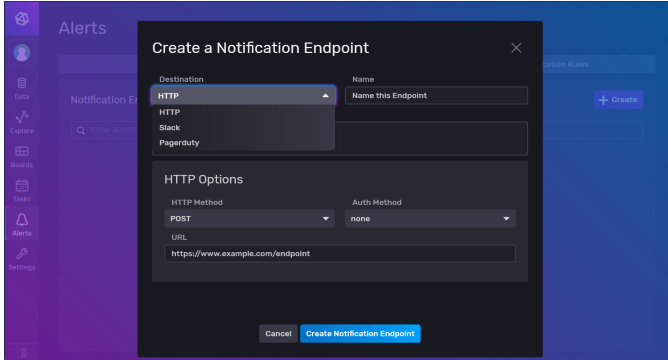 Alerts
Create a Notification Endpoint
Destination
Name
HTTP
Name this Endpoint
HTTP
Slack
Pagerduty
HTTP Options
HTTP Method
Auth Method
POST
none
URL
https://www.example.com/endpoint
Cancel
Create Notification Endpoint
Data
Explore
Boards
Tasks
Alerts
Settings
Notification En
cation Rules
Create